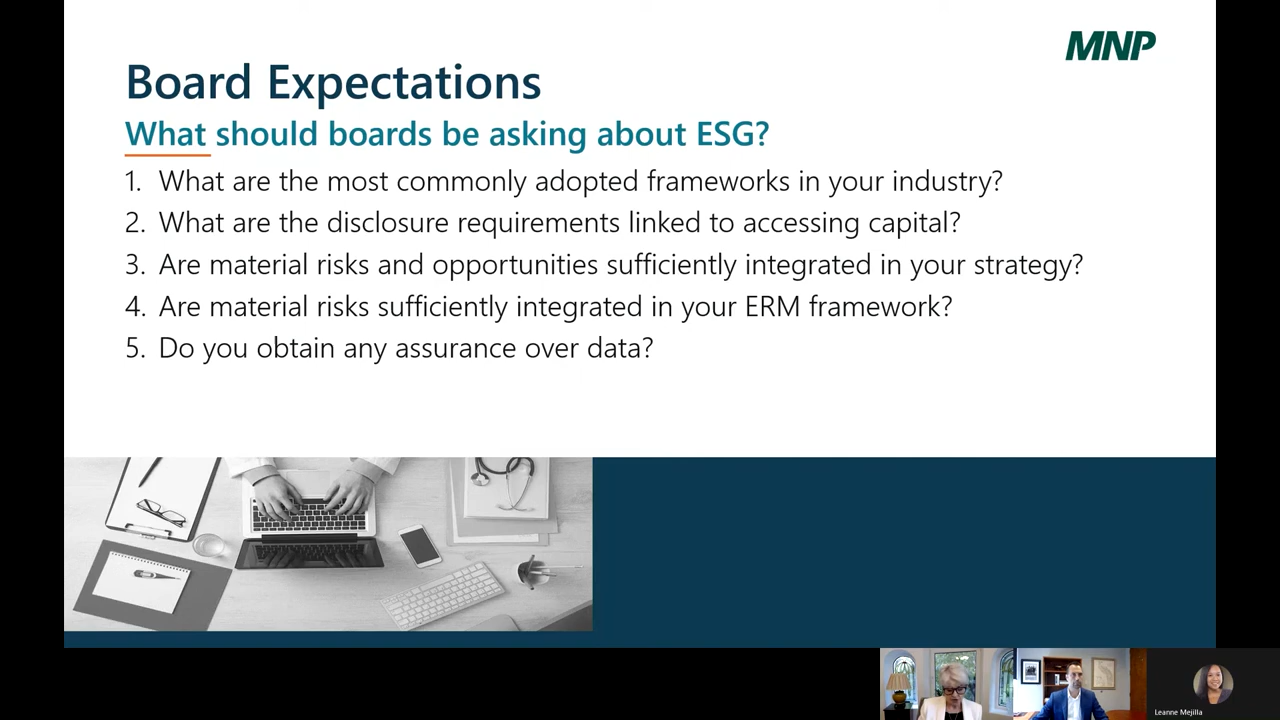 MNP
Board Expectations
What should boards be asking about ESG?
1. What are the most commonly adopted frameworks in your industry?
2. What are the disclosure requirements linked to accessing capital?
3. Are material risks and opportunities sufficiently integrated in your strategy?
4. Are material risks sufficiently integrated in your ERM framework?
5. Do you obtain any assurance over data?
Leanne Mejilla